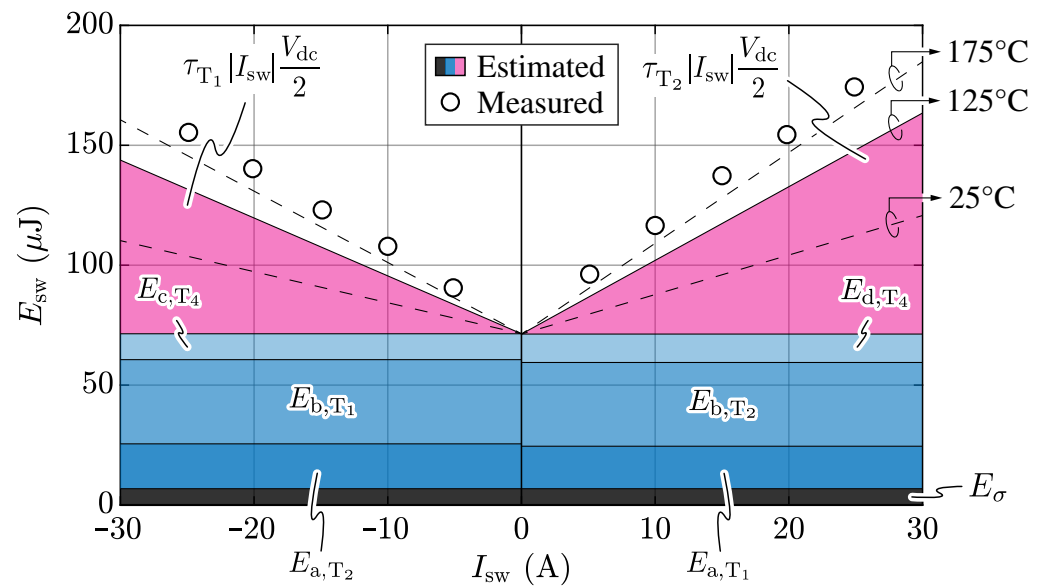 200
150
100
50
0
E_sw (μJ)
τ_T₁ |I_sw| V_dc/2
Estimated
Measured
τ_T₂ |I_sw| V_dc/2
175°C
125°C
25°C
E_c,T₄
E_d,T₄
E_b,T₁
E_b,T₂
E_σ
-30
-20
-10
0
10
20
30
E_a,T₂
I_sw (A)
E_a,T₁